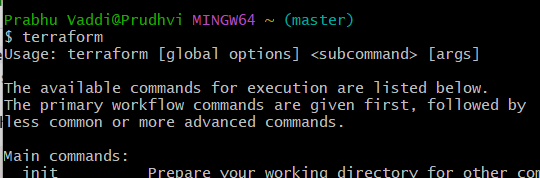 Prabhu Vaddi@Prudhvi MINGW64 ~ (master)
$ terraform
Usage: terraform [global options] <subcommand> [args]
The available commands for execution are listed below.
The primary workflow commands are given first, followed by
less common or more advanced commands.
Main commands:
init Prepare your working directory for other com